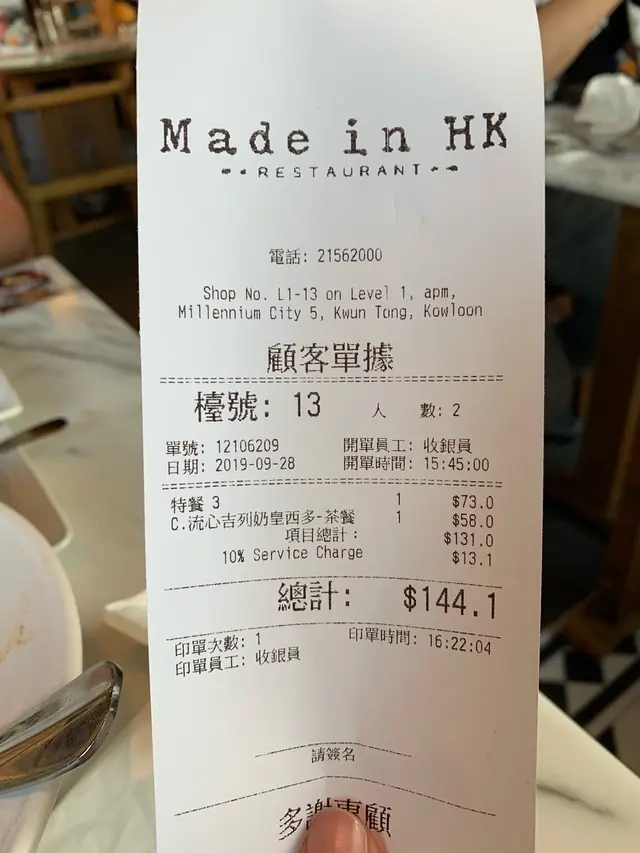 Made in HK
RESTAURANT
電話: 21562000
Shop No. L1-13 on Level 1, apm,
Millennium City 5, Kwun Tong, Kowloon
顧客單據
檯號: 13 人 數: 2
單號: 12106209 開單員工: 收銀員
日期: 2019-09-28 開單時間: 15:45:00
特餐 3 1 $73.0
C.流心吉列奶皇西多-茶餐 1 $58.0
項目總計: $131.0
10% Service Charge $13.1
總計: $144.1
印單次數: 1 印單時間: 16:22:04
印單員工: 收銀員
請簽名
多謝惠顧